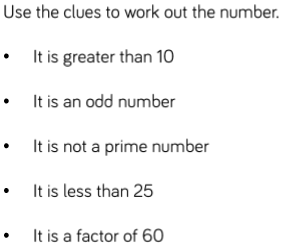 Use the clues to work out the number.
• It is greater than 10
• It is an odd number
• It is not a prime number
• It is less than 25
• It is a factor of 60